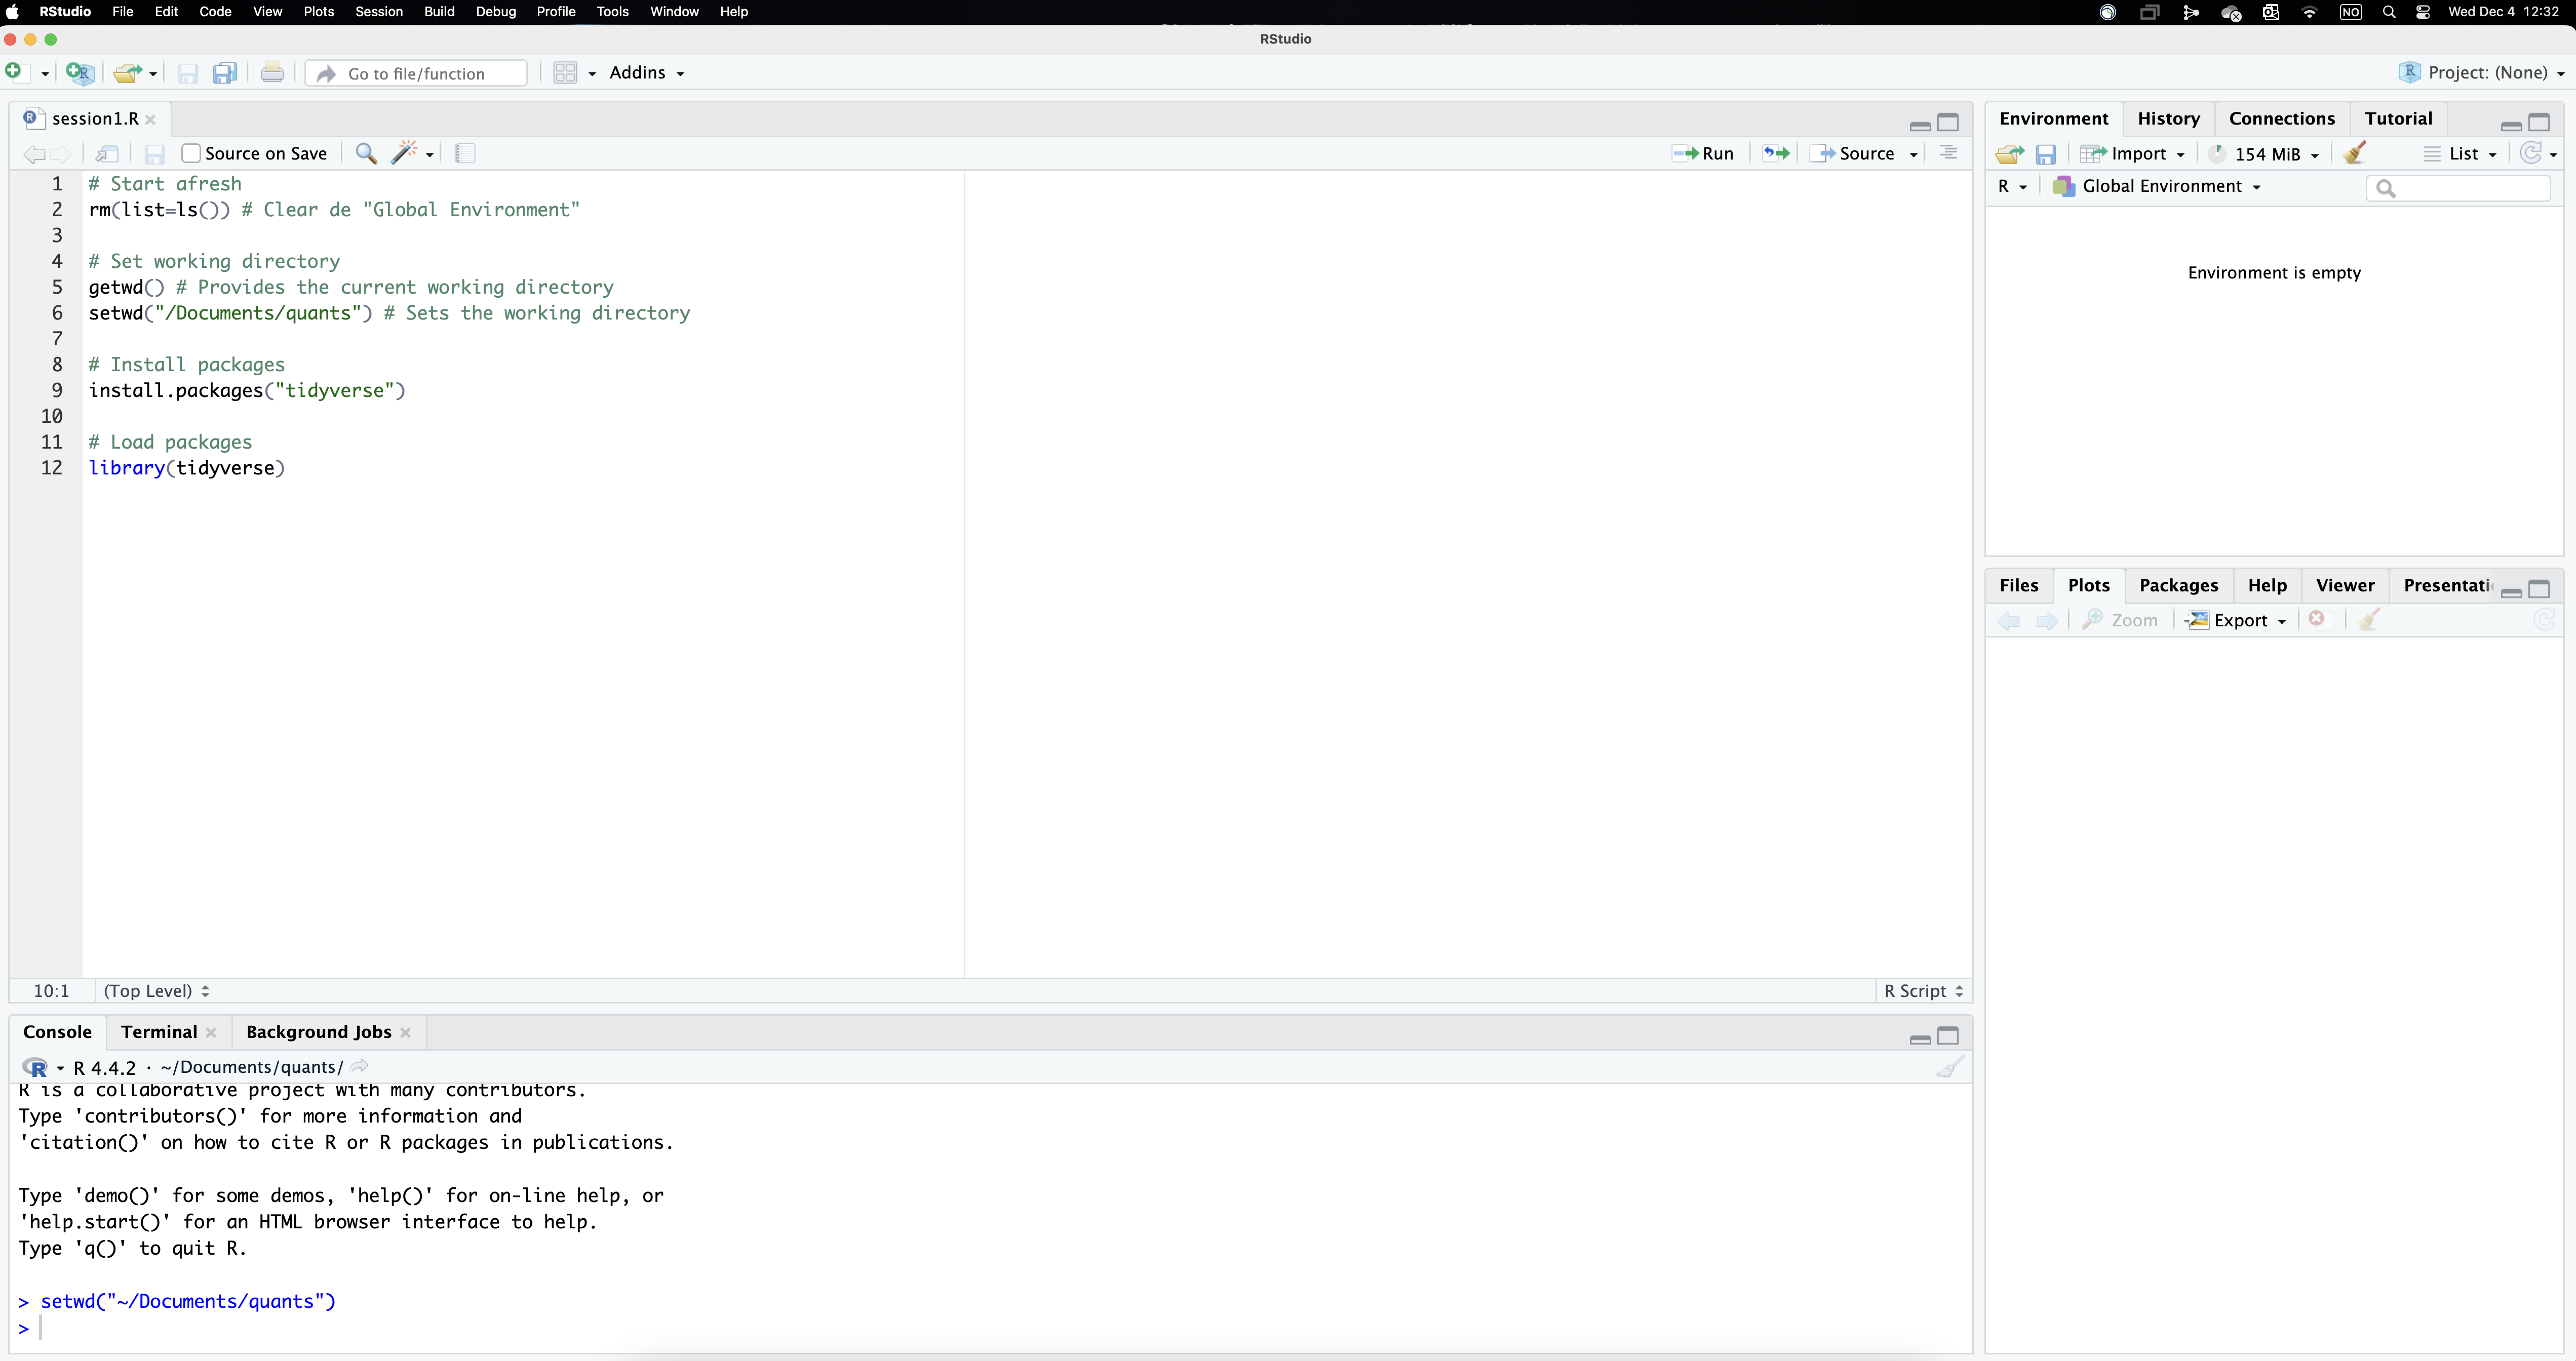 RStudio File Edit Code View Plots Session Build Debug Profile Tools Window Help NO Wed Dec 4 12:32
RStudio
Go to file/function Addins Project: (None)
session1.R
Source on Save Run Source
1 # Start afresh
2 rm(list=ls()) # Clear de "Global Environment"
3
4 # Set working directory
5 getwd() # Provides the current working directory
6 setwd("/Documents/quants") # Sets the working directory
7
8 # Install packages
9 install.packages("tidyverse")
10
11 # Load packages
12 library(tidyverse)
10:1 (Top Level) R Script
Console Terminal Background Jobs
R 4.4.2 · ~/Documents/quants/
R is a collaborative project with many contributors.
Type 'contributors()' for more information and
'citation()' on how to cite R or R packages in publications.
Type 'demo()' for some demos, 'help()' for on-line help, or
'help.start()' for an HTML browser interface to help.
Type 'q()' to quit R.
> setwd("~/Documents/quants")
>
Environment History Connections Tutorial
Import 154 MiB List
R Global Environment
Environment is empty
Files Plots Packages Help Viewer Presentati
Zoom Export